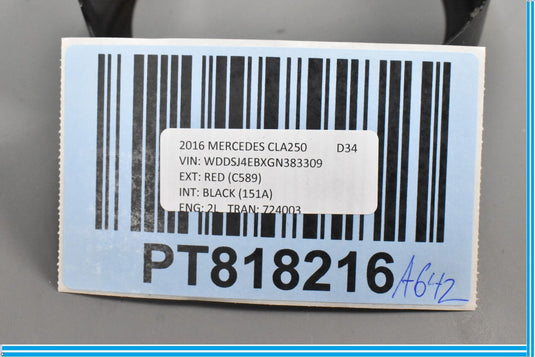 2016 MERCEDES CLA250 D34
VIN: WDDSJ4EBXGN383309
EXT: RED (C589)
INT: BLACK (151A)
ENG: 2L TRAN: 724003
PT818216 A642